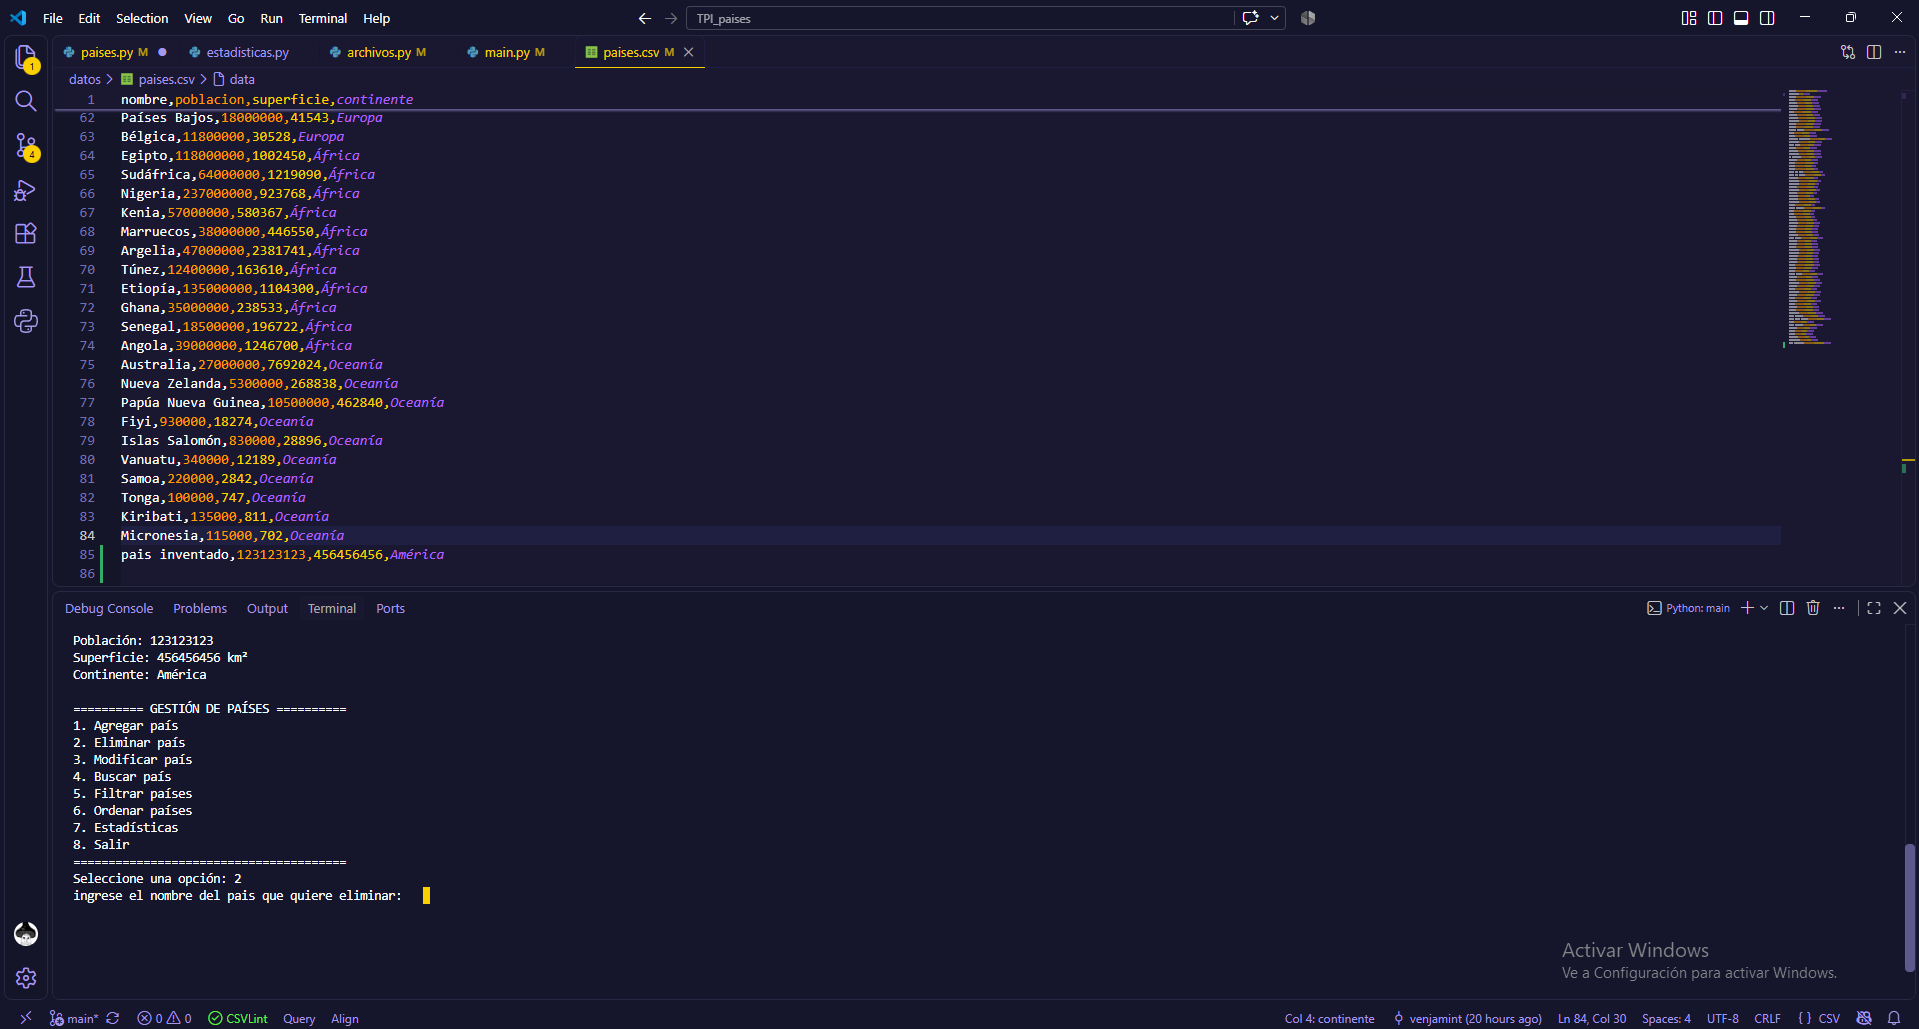 File Edit Selection View Go Run Terminal Help
TPI_paises
paises.py M
estadisticas.py
archivos.py M
main.py M
paises.csv M
datos > paises.csv > data
1 nombre,poblacion,superficie,continente
62 Países Bajos,18000000,41543,Europa
63 Bélgica,11800000,30528,Europa
64 Egipto,118000000,1002450,África
65 Sudáfrica,64000000,1219090,África
66 Nigeria,237000000,923768,África
67 Kenia,57000000,580367,África
68 Marruecos,38000000,446550,África
69 Argelia,47000000,2381741,África
70 Túnez,12400000,163610,África
71 Etiopía,135000000,1104300,África
72 Ghana,35000000,238533,África
73 Senegal,18500000,196722,África
74 Angola,39000000,1246700,África
75 Australia,27000000,7692024,Oceanía
76 Nueva Zelanda,5300000,268838,Oceanía
77 Papúa Nueva Guinea,10500000,462840,Oceanía
78 Fiyi,930000,18274,Oceanía
79 Islas Salomón,830000,28896,Oceanía
80 Vanuatu,340000,12189,Oceanía
81 Samoa,220000,2842,Oceanía
82 Tonga,100000,747,Oceanía
83 Kiribati,135000,811,Oceanía
84 Micronesia,115000,702,Oceanía
85 pais inventado,123123123,456456456,América
86
1
4
Debug Console Problems Output Terminal Ports
Python: main
Población: 123123123
Superficie: 456456456 km²
Continente: América
========== GESTIÓN DE PAÍSES ==========
1. Agregar país
2. Eliminar país
3. Modificar país
4. Buscar país
5. Filtrar países
6. Ordenar países
7. Estadísticas
8. Salir
=======================================
Seleccione una opción: 2
ingrese el nombre del pais que quiere eliminar:
Activar Windows
Ve a Configuración para activar Windows.
main* 0 0 CSVLint Query Align
Col 4: continente venjamint (20 hours ago) Ln 84, Col 30 Spaces: 4 UTF-8 CRLF {} CSV